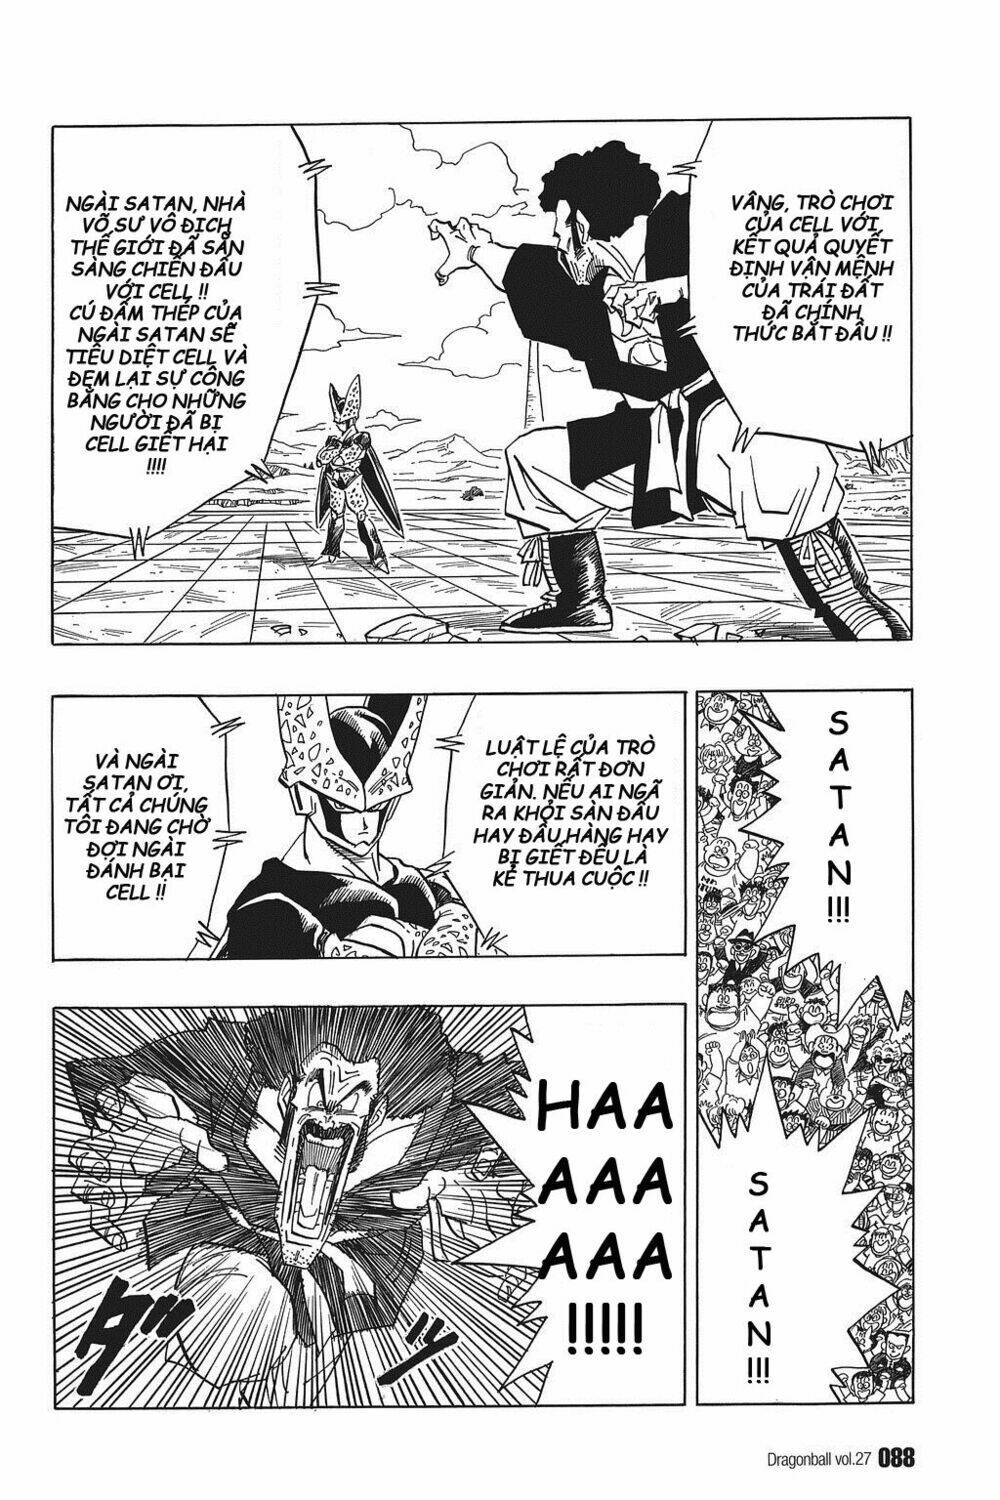 VÂNG, TRÒ CHƠI
CỦA CELL VỚI
KẾT QUẢ QUYẾT
ĐỊNH VẬN MỆNH
CỦA TRÁI ĐẤT
ĐÃ CHÍNH
THỨC BẮT ĐẦU !!
NGÀI SATAN, NHÀ
VÕ SƯ VÔ ĐỊCH
THẾ GIỚI ĐÃ SẴN
SÀNG CHIẾN ĐẤU
VỚI CELL !!
CÚ ĐẤM THÉP CỦA
NGÀI SATAN SẼ
TIÊU DIỆT CELL VÀ
ĐEM LẠI SỰ CÔNG
BẰNG CHO NHỮNG
NGƯỜI ĐÃ BỊ
CELL GIẾT HẠI
!!!!
SATAN!!!
SATAN!!!
LUẬT LỆ CỦA TRÒ
CHƠI RẤT ĐƠN
GIẢN. NẾU AI NGÃ
RA KHỎI SÀN ĐẤU
HAY ĐẦU HÀNG HAY
BỊ GIẾT ĐỀU LÀ
KẺ THUA CUỘC !!
VÀ NGÀI
SATAN ƠI,
TẤT CẢ CHÚNG
TÔI ĐANG CHỜ
ĐỢI NGÀI
ĐÁNH BẠI
CELL !!
HAA
AAA
AAA
!!!!!
ダダッ
Dragonball vol.27 088